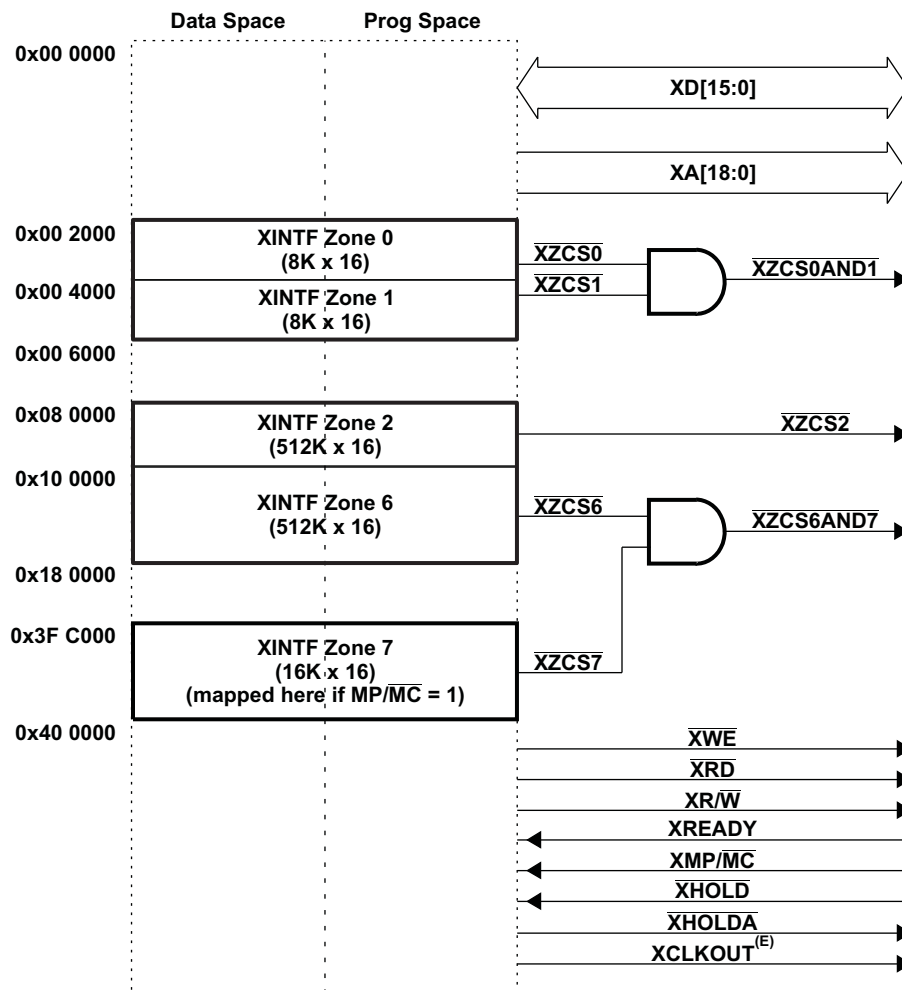 Data Space Prog Space
0x00 0000
XD[15:0]
XA[18:0]
0x00 2000
XINTF Zone 0
(8K x 16)
XZCS0
XZCS0AND1
XZCS1
0x00 4000
XINTF Zone 1
(8K x 16)
0x00 6000
0x08 0000
XINTF Zone 2
(512K x 16)
XZCS2
0x10 0000
XINTF Zone 6
(512K x 16)
XZCS6
XZCS6AND7
0x18 0000
0x3F C000
XINTF Zone 7
(16K x 16)
(mapped here if MP/MC = 1)
XZCS7
0x40 0000
XWE
XRD
XR/W
XREADY
XMP/MC
XHOLD
XHOLDA
XCLKOUT(E)